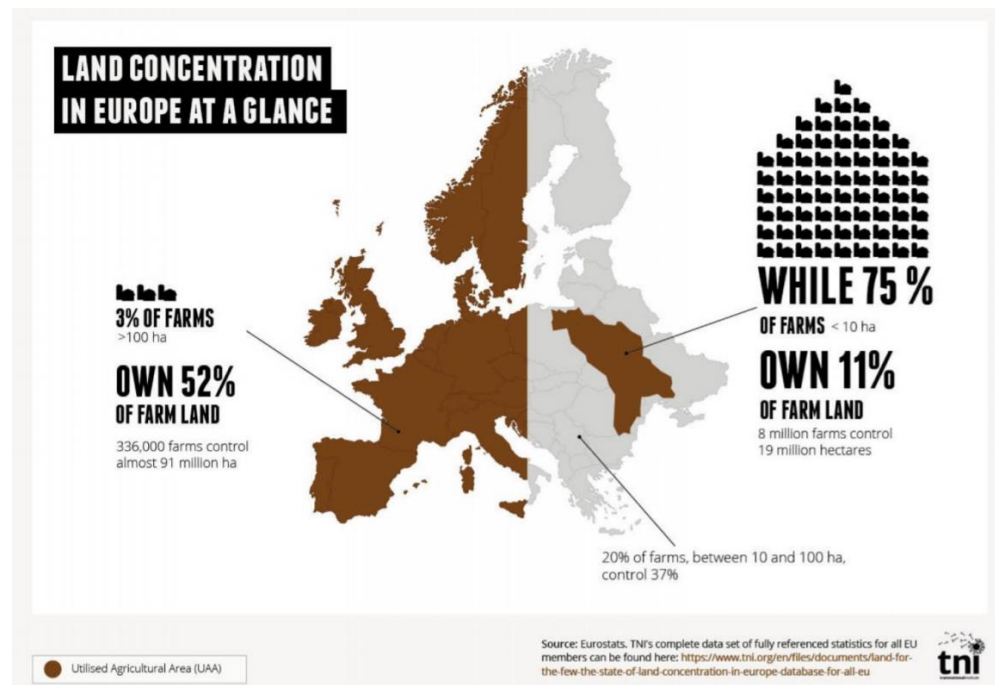 LAND CONCENTRATION
IN EUROPE AT A GLANCE
3% OF FARMS
>100 ha
OWN 52%
OF FARM LAND
336,000 farms control
almost 91 million ha
WHILE 75 %
OF FARMS < 10 ha
OWN 11%
OF FARM LAND
8 million farms control
19 million hectares
20% of farms, between 10 and 100 ha,
control 37%
Utilised Agricultural Area (UAA)
Source: Eurostats. TNI's complete data set of fully referenced statistics for all EU
members can be found here: https://www.tni.org/en/files/documents/land-for-
the-few-the-state-of-land-concentration-in-europe-database-for-all-eu
tni